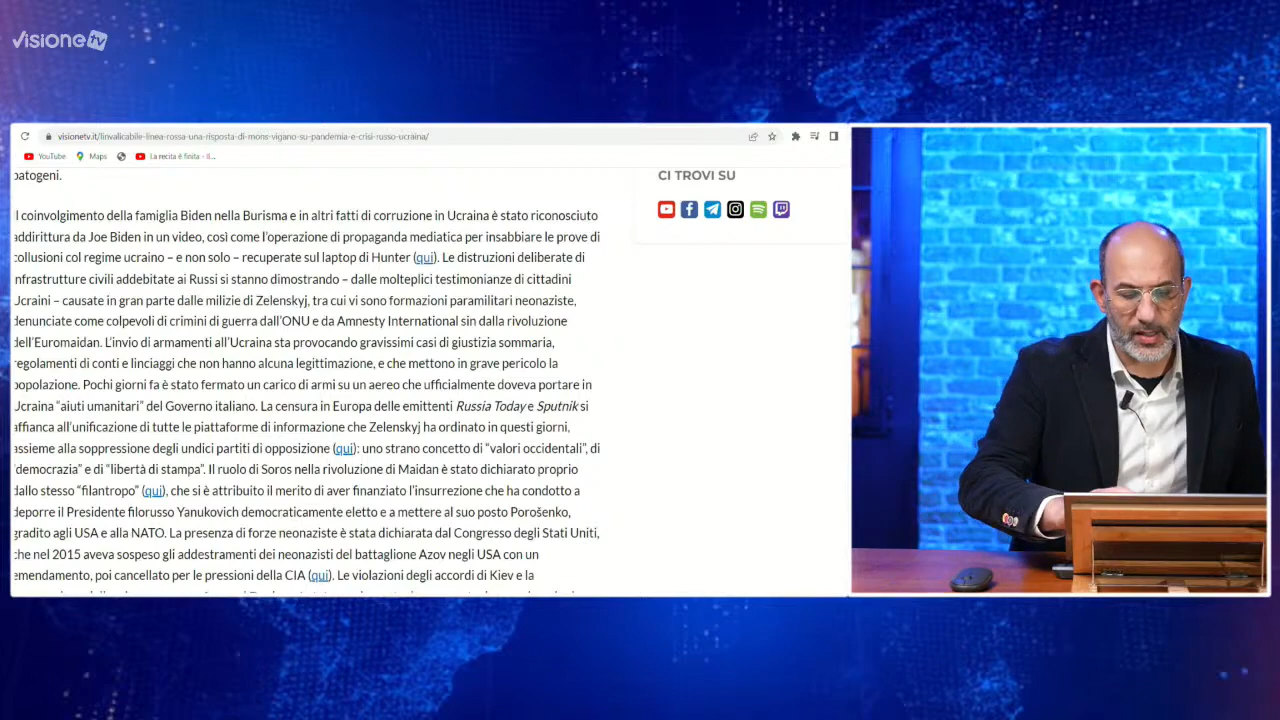 visione tv
visionetv.it/linvalicabile-linea-rossa-una-risposta-di-mons-vigano-su-pandemia-e-crisi-russo-ucraina/
YouTube Maps La recita è finita - Il...
patogeni.
CI TROVI SU
l coinvolgimento della famiglia Biden nella Burisma e in altri fatti di corruzione in Ucraina è stato riconosciuto
addirittura da Joe Biden in un video, così come l'operazione di propaganda mediatica per insabbiare le prove di
collusioni col regime ucraino – e non solo – recuperate sul laptop di Hunter (qui). Le distruzioni deliberate di
nfrastrutture civili addebitate ai Russi si stanno dimostrando – dalle molteplici testimonianze di cittadini
Ucraini – causate in gran parte dalle milizie di Zelenskyj, tra cui vi sono formazioni paramilitari neonaziste,
denunciate come colpevoli di crimini di guerra dall'ONU e da Amnesty International sin dalla rivoluzione
dell'Euromaidan. L'invio di armamenti all'Ucraina sta provocando gravissimi casi di giustizia sommaria,
regolamenti di conti e linciaggi che non hanno alcuna legittimazione, e che mettono in grave pericolo la
popolazione. Pochi giorni fa è stato fermato un carico di armi su un aereo che ufficialmente doveva portare in
Ucraina “aiuti umanitari” del Governo italiano. La censura in Europa delle emittenti Russia Today e Sputnik si
affianca all'unificazione di tutte le piattaforme di informazione che Zelenskyj ha ordinato in questi giorni,
assieme alla soppressione degli undici partiti di opposizione (qui): uno strano concetto di “valori occidentali”, di
“democrazia” e di “libertà di stampa”. Il ruolo di Soros nella rivoluzione di Maidan è stato dichiarato proprio
dallo stesso “filantropo” (qui), che si è attribuito il merito di aver finanziato l'insurrezione che ha condotto a
deporre il Presidente filorusso Yanukovich democraticamente eletto e a mettere al suo posto Porošenko,
gradito agli USA e alla NATO. La presenza di forze neonaziste è stata dichiarata dal Congresso degli Stati Uniti,
che nel 2015 aveva sospeso gli addestramenti dei neonazisti del battaglione Azov negli USA con un
emendamento, poi cancellato per le pressioni della CIA (qui). Le violazioni degli accordi di Kiev e la